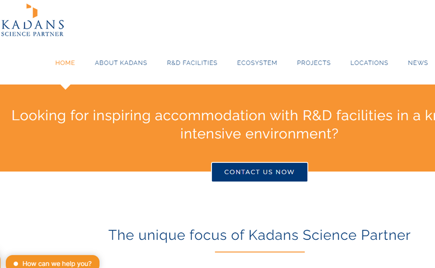 KADANS
SCIENCE PARTNER
HOME ABOUT KADANS R&D FACILITIES ECOSYSTEM PROJECTS LOCATIONS NEWS
Looking for inspiring accommodation with R&D facilities in a
intensive environment?
CONTACT US NOW
The unique focus of Kadans Science Partner
How can we help you?